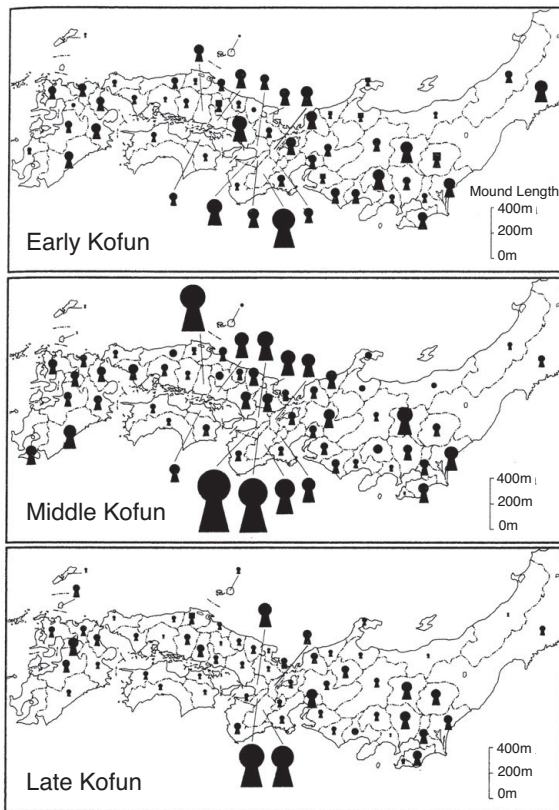 Mound Length
400m
200m
0m
Early Kofun
400m
200m
0m
Middle Kofun
400m
200m
0m
Late Kofun